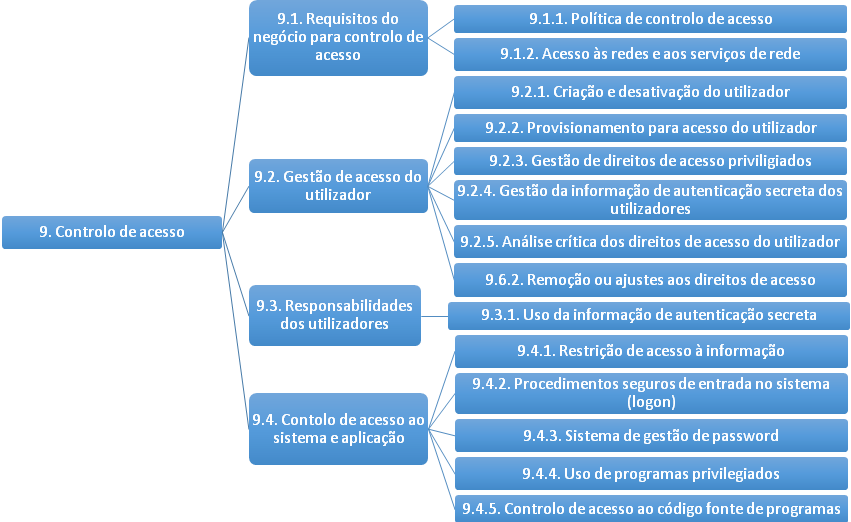 9. Controlo de acesso
9.1. Requisitos do
negócio para controlo de
acesso
9.1.1. Política de controlo de acesso
9.1.2. Acesso às redes e aos serviços de rede
9.2. Gestão de acesso do
utilizador
9.2.1. Criação e desativação do utilizador
9.2.2. Provisionamento para acesso do utilizador
9.2.3. Gestão de direitos de acesso priviligiados
9.2.4. Gestão da informação de autenticação secreta dos
utilizadores
9.2.5. Análise crítica dos direitos de acesso do utilizador
9.6.2. Remoção ou ajustes aos direitos de acesso
9.3. Responsabilidades
dos utilizadores
9.3.1. Uso da informação de autenticação secreta
9.4. Contolo de acesso ao
sistema e aplicação
9.4.1. Restrição de acesso à informação
9.4.2. Procedimentos seguros de entrada no sistema
(logon)
9.4.3. Sistema de gestão de password
9.4.4. Uso de programas privilegiados
9.4.5. Controlo de acesso ao código fonte de programas